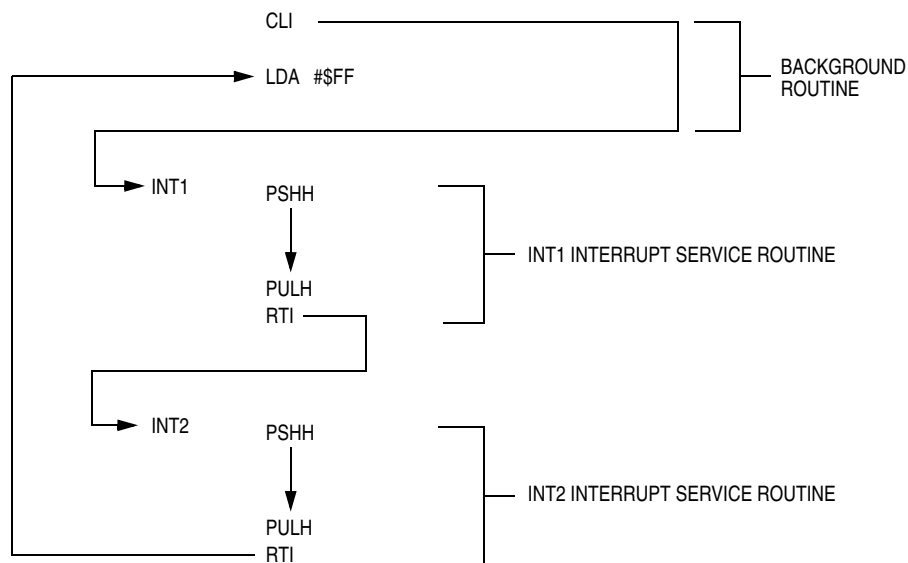 CLI
LDA #$FF
BACKGROUND
ROUTINE
INT1
PSHH
INT1 INTERRUPT SERVICE ROUTINE
PULH
RTI
INT2
PSHH
INT2 INTERRUPT SERVICE ROUTINE
PULH
RTI